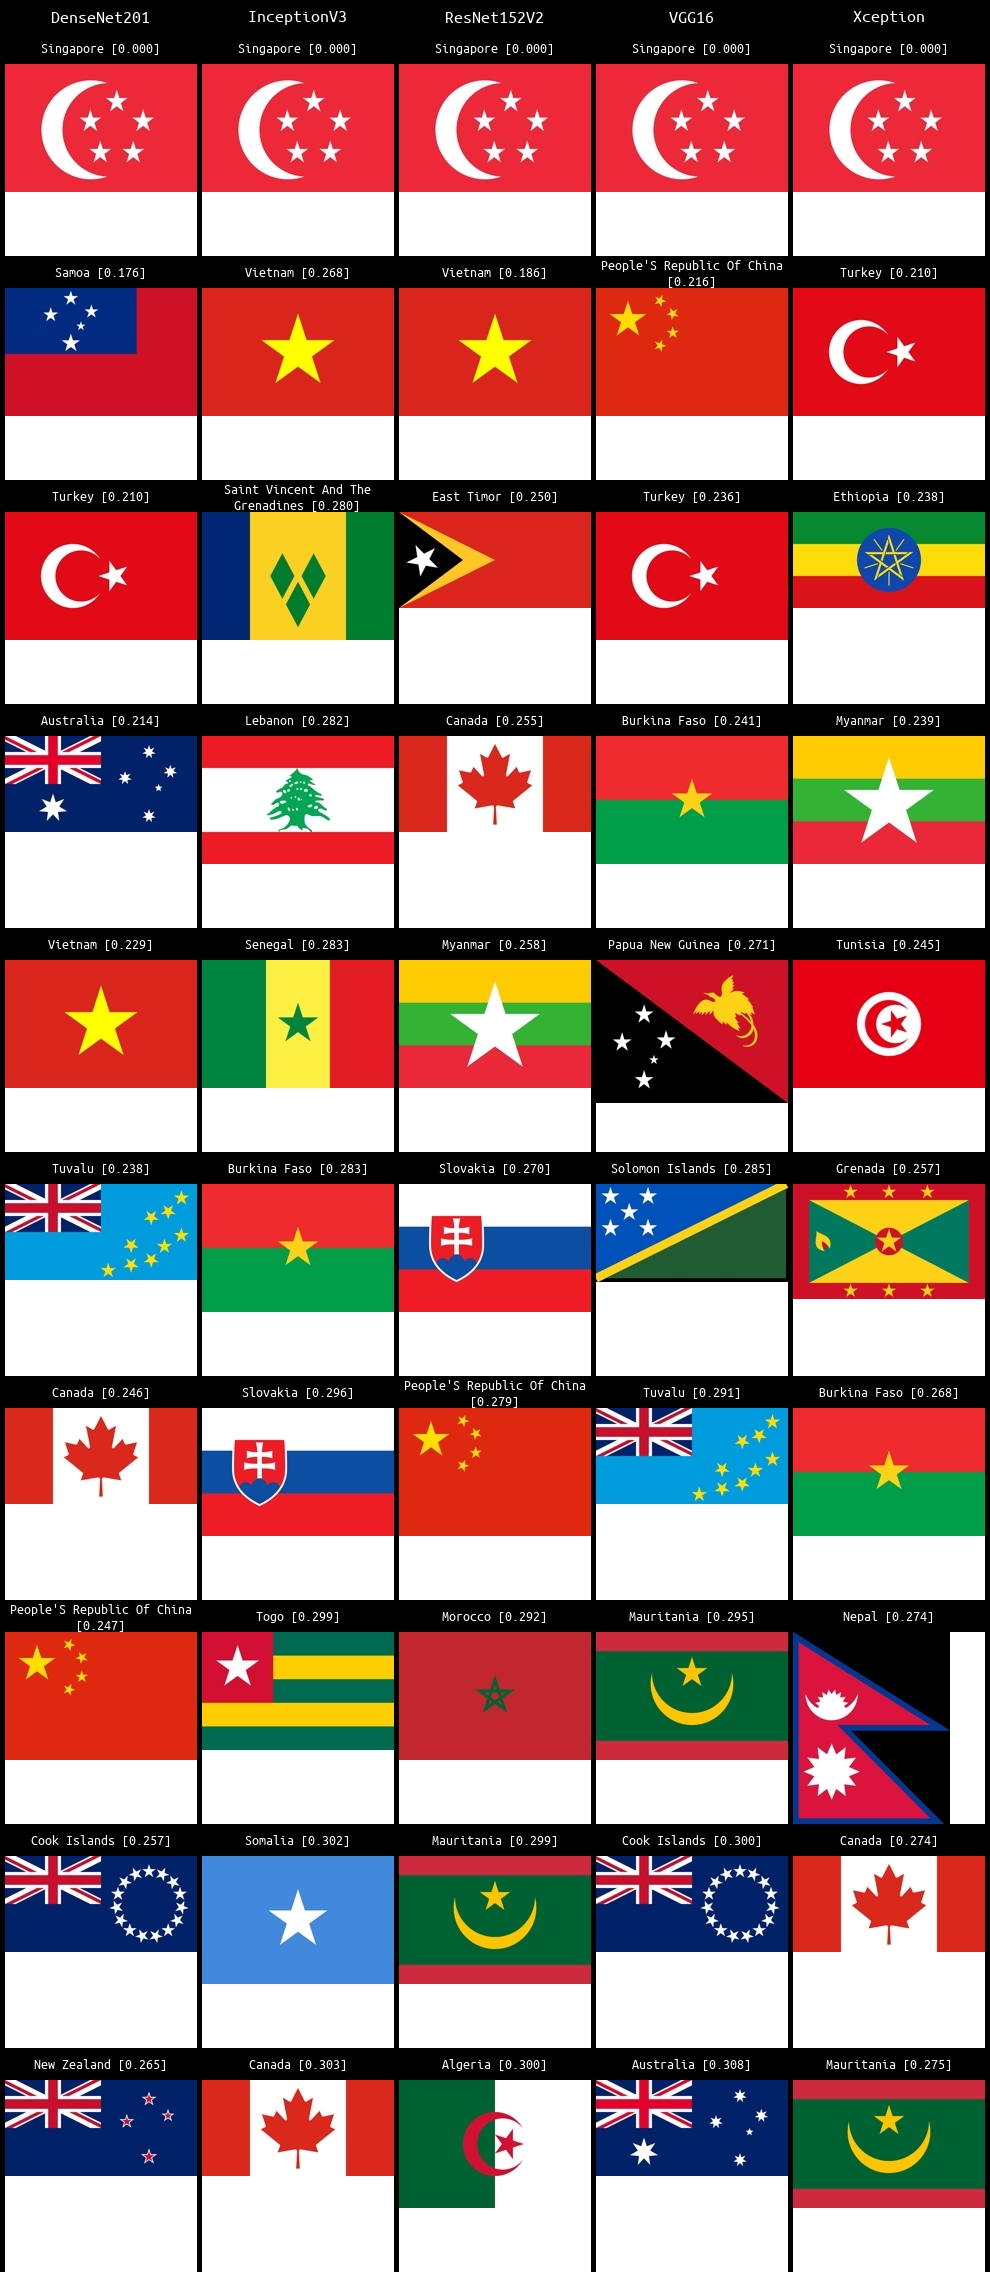 DenseNet201 InceptionV3 ResNet152V2 VGG16 Xception
Singapore [0.000] Singapore [0.000] Singapore [0.000] Singapore [0.000] Singapore [0.000]
Samoa [0.176] Vietnam [0.268] Vietnam [0.186] People'S Republic Of China [0.216] Turkey [0.210]
Turkey [0.210] Saint Vincent And The Grenadines [0.280] East Timor [0.250] Turkey [0.236] Ethiopia [0.238]
Australia [0.214] Lebanon [0.282] Canada [0.255] Burkina Faso [0.241] Myanmar [0.239]
Vietnam [0.229] Senegal [0.283] Myanmar [0.258] Papua New Guinea [0.271] Tunisia [0.245]
Tuvalu [0.238] Burkina Faso [0.283] Slovakia [0.270] Solomon Islands [0.285] Grenada [0.257]
Canada [0.246] Slovakia [0.296] People'S Republic Of China [0.279] Tuvalu [0.291] Burkina Faso [0.268]
People'S Republic Of China [0.247] Togo [0.299] Morocco [0.292] Mauritania [0.295] Nepal [0.274]
Cook Islands [0.257] Somalia [0.302] Mauritania [0.299] Cook Islands [0.300] Canada [0.274]
New Zealand [0.265] Canada [0.303] Algeria [0.300] Australia [0.308] Mauritania [0.275]